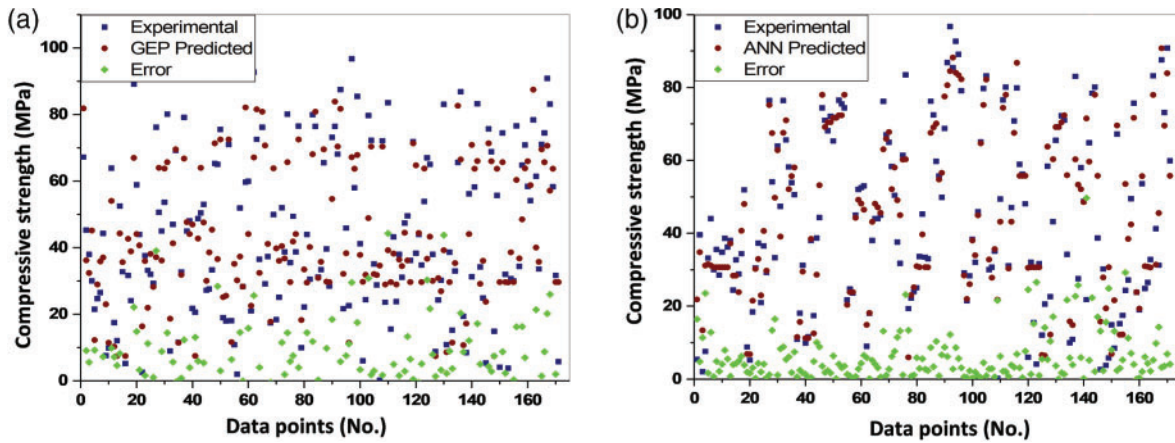 (a)
Experimental
GEP Predicted
Error
Compressive strength (MPa)
100
80
60
40
20
0
0 20 40 60 80 100 120 140 160
Data points (No.)
(b)
Experimental
ANN Predicted
Error
Compressive strength (MPa)
100
80
60
40
20
0
0 20 40 60 80 100 120 140 160
Data points (No.)